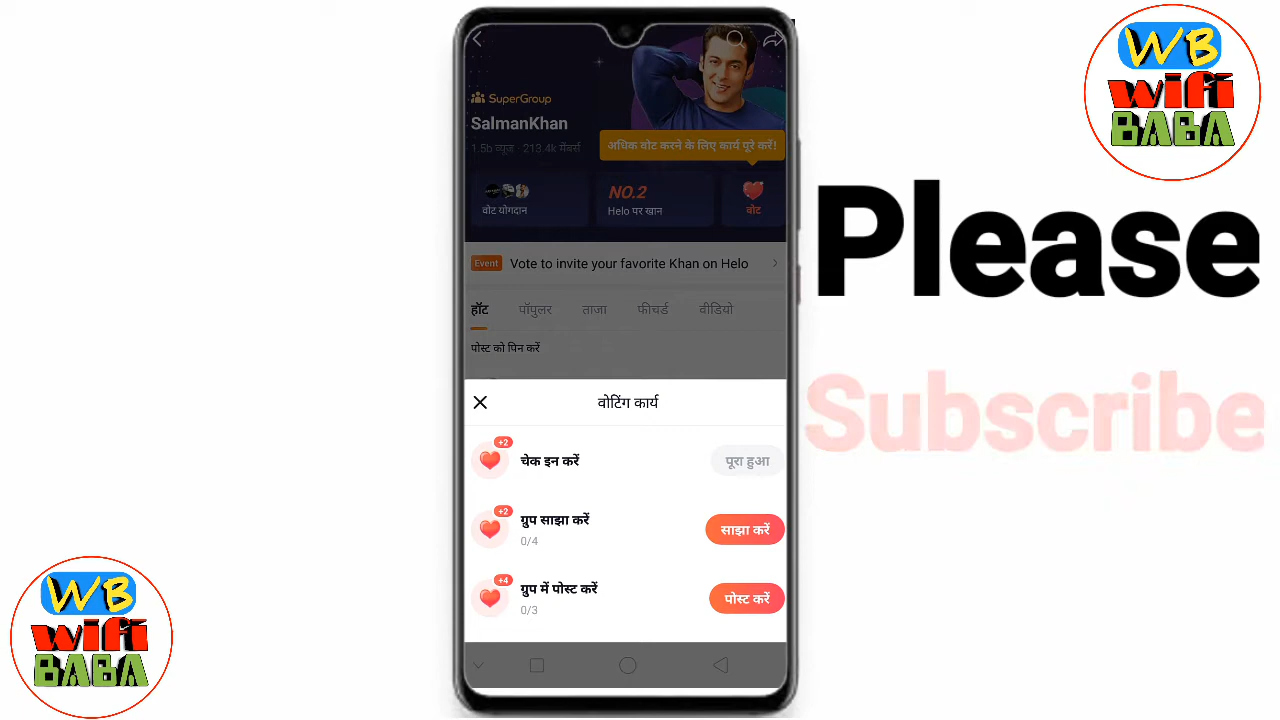 WB
wifi
BABA
SuperGroup
SalmanKhan
1.5b व्यूज · 213.4k मेंबर्स
अधिक वोट करने के लिए कार्य पूरे करें!
वोट योगदान
NO.2
Helo पर खान
वोट
Event Vote to invite your favorite Khan on Helo
हॉट पॉपुलर ताजा फीचर्ड वीडियो
पोस्ट को पिन करें
वोटिंग कार्य
+2
चेक इन करें
पूरा हुआ
+2
ग्रुप साझा करें
0/4
साझा करें
+4
ग्रुप में पोस्ट करें
0/3
पोस्ट करें
Please
Subscribe
WB
wifi
BABA